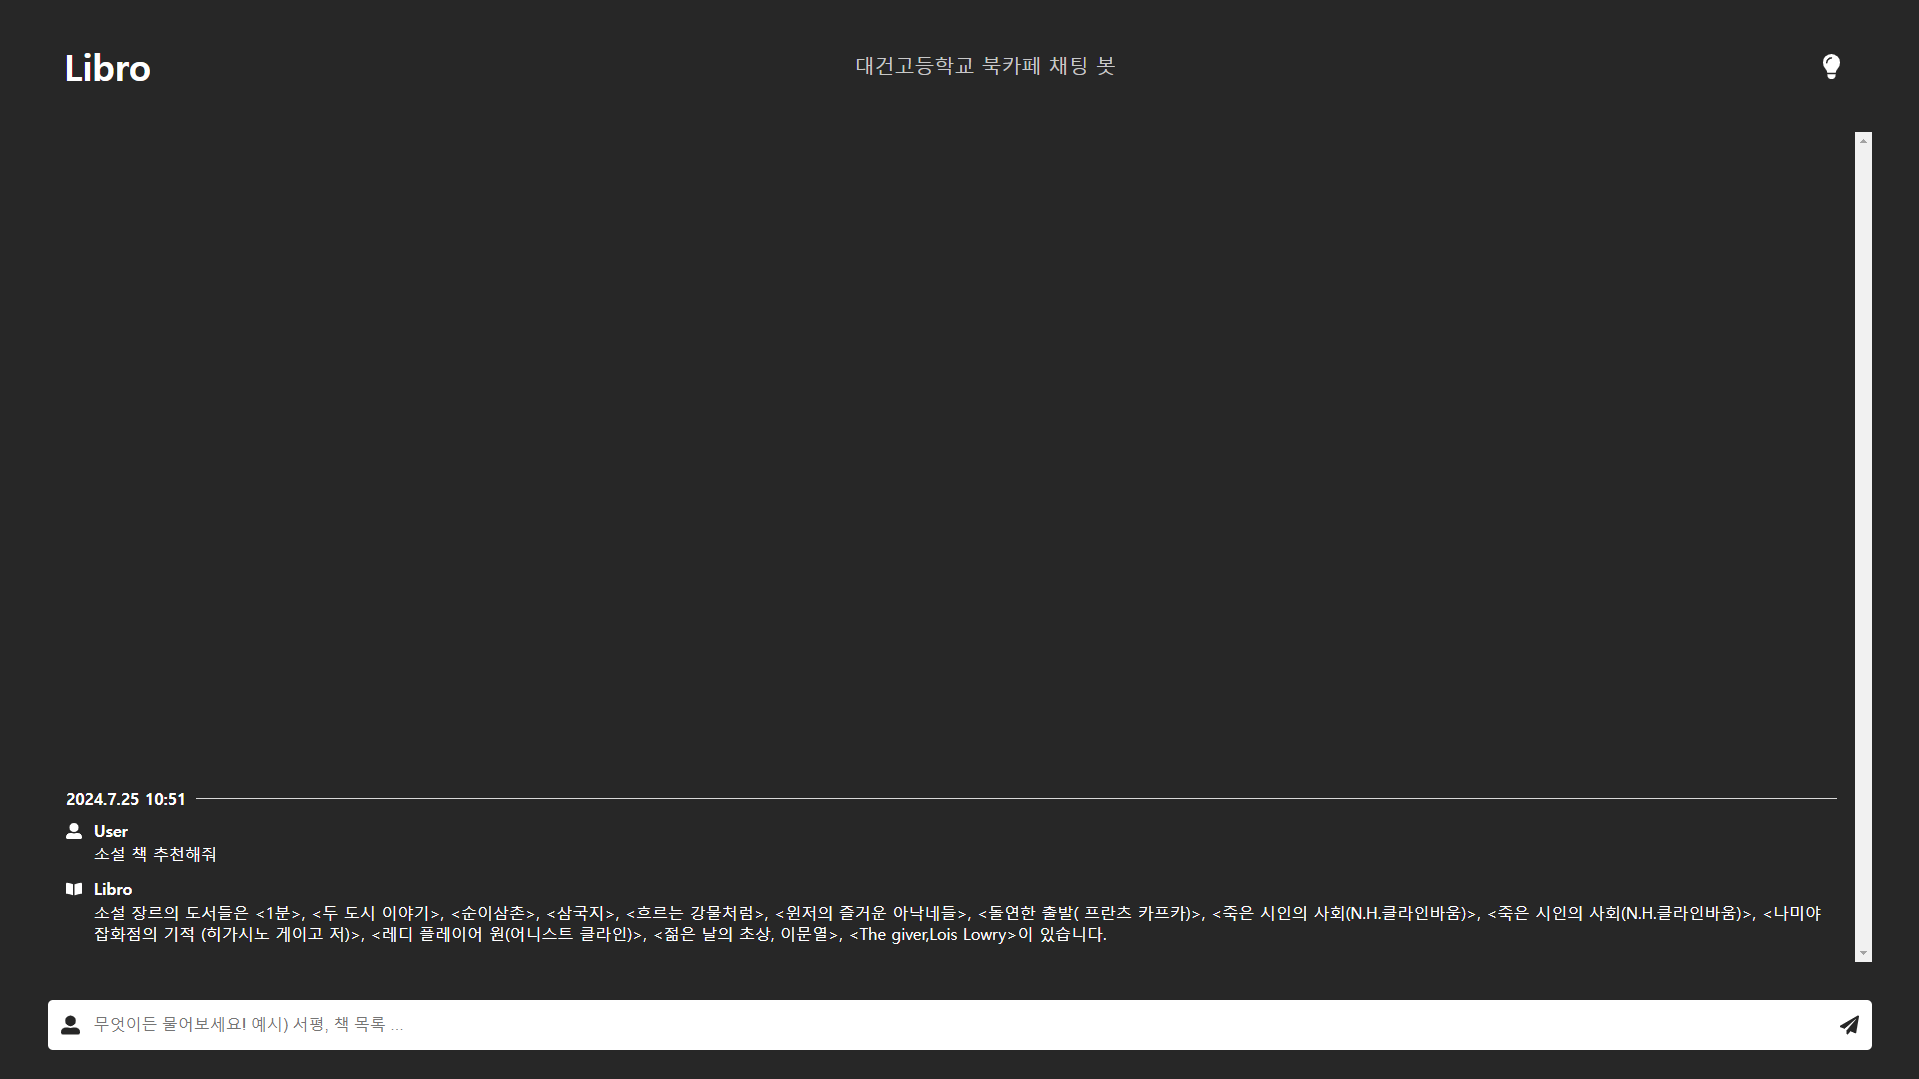 Libro
대건고등학교 북카페 채팅 봇
2024.7.25 10:51
User
소설 책 추천해줘
Libro
소설 장르의 도서들은 <1분>, <두 도시 이야기>, <순이삼촌>, <삼국지>, <흐르는 강물처럼>, <윈저의 즐거운 아낙네들>, <돌연한 출발( 프란츠 카프카)>, <죽은 시인의 사회(N.H.클라인바움)>, <죽은 시인의 사회(N.H.클라인바움)>, <나미야
잡화점의 기적 (히가시노 게이고 저)>, <레디 플레이어 원(어니스트 클라인)>, <젊은 날의 초상, 이문열>, <The giver,Lois Lowry>이 있습니다.
무엇이든 물어보세요! 예시) 서평, 책 목록 ...